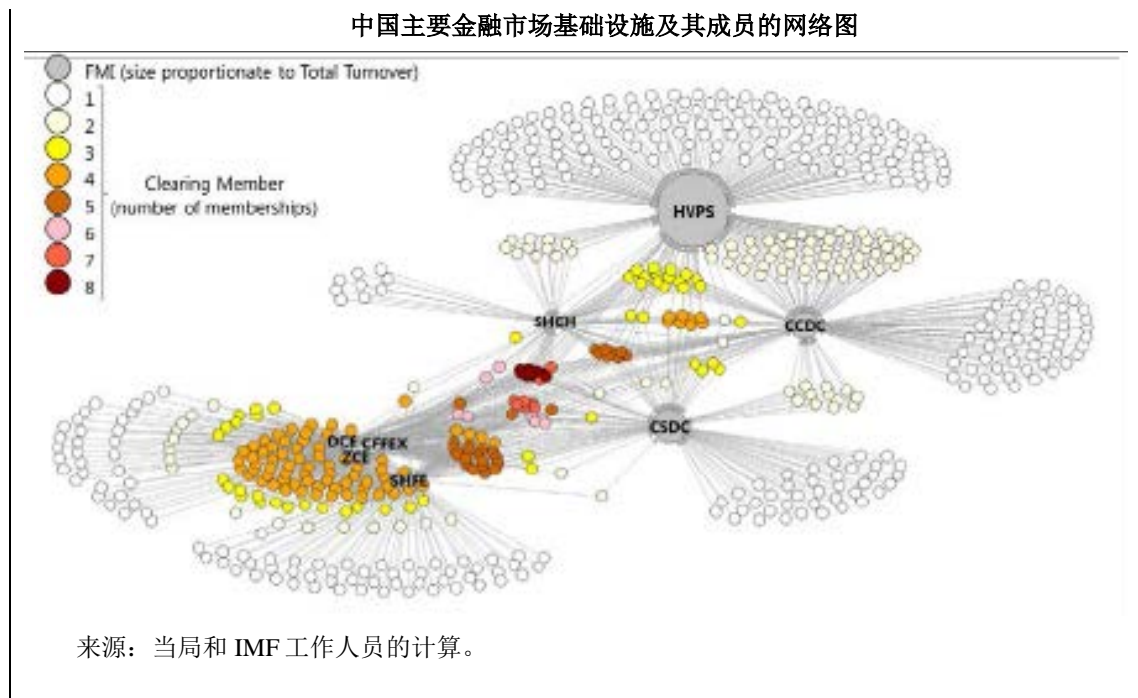 中国主要金融市场基础设施及其成员的网络图
FMI (size proportionate to Total Turnover)
1
2
3
4
5
6
7
8
Clearing Member
(number of memberships)
HVPS
SHCH
CCDC
CSDC
DCE CFFEX
ZCE
SHFE
来源：当局和 IMF 工作人员的计算。